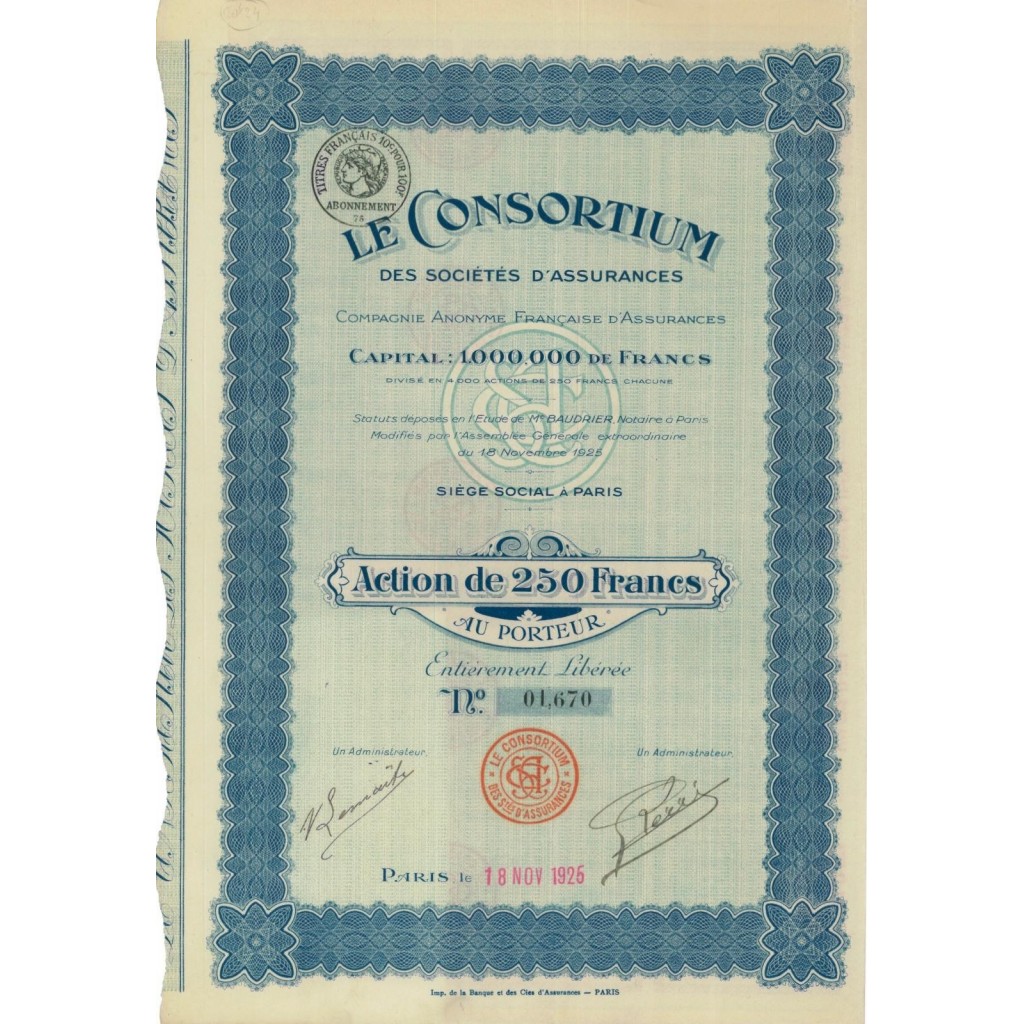 TITRES FRANÇAIS 10c POUR 100f
ABONNEMENT
73
LE CONSORTIUM
DES SOCIÉTÉS D'ASSURANCES
COMPAGNIE ANONYME FRANÇAISE D'ASSURANCES
CAPITAL : 1.000.000 DE FRANCS
DIVISÉ EN 4.000 ACTIONS DE 250 FRANCS CHACUNE
Statuts déposés en l'Etude de Me BAUDRIER, Notaire à Paris
Modifiés par l'Assemblée Générale extraordinaire
du 18 Novembre 1925
SIÈGE SOCIAL À PARIS
Action de 250 Francs
AU PORTEUR
Entièrement Libérée
No. 01,670
Un Administrateur.
Un Administrateur.
LE CONSORTIUM
DES Stés D'ASSURANCES
PARIS le 18 NOV 1925
Imp. de la Banque et des Cies d'Assurances — PARIS